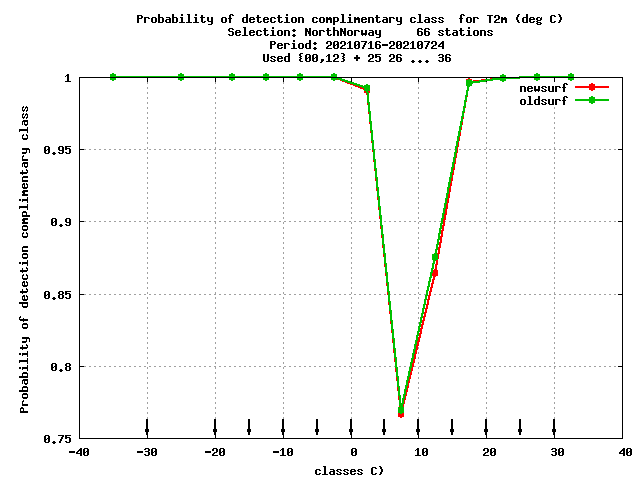 Probability of detection complimentary class  for T2m (deg C)
Selection: NorthNorway     66 stations
Period: 20210716-20210724
Used {00,12} + 25 26 ... 36
newsurf
oldsurf
Probability of detection complimentary class
1
0.95
0.9
0.85
0.8
0.75
-40 -30 -20 -10 0 10 20 30 40
classes C)